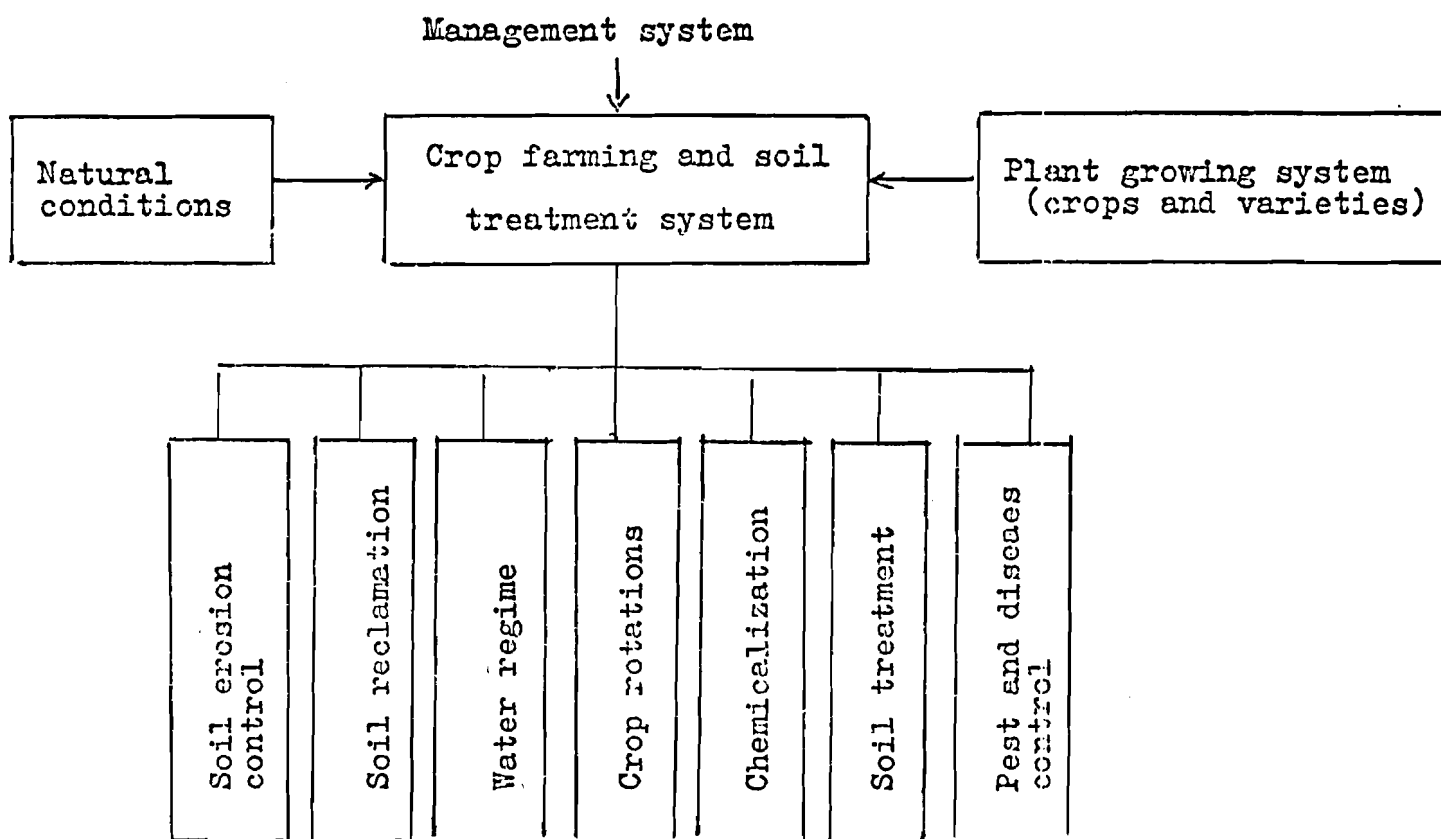 Management system
Natural
conditions
Crop farming and soil
treatment system
Plant growing system
(crops and varieties)
Soil erosion
control
Soil reclamation
Water regime
Crop rotations
Chemicalization
Soil treatment
Pest and diseaes
control